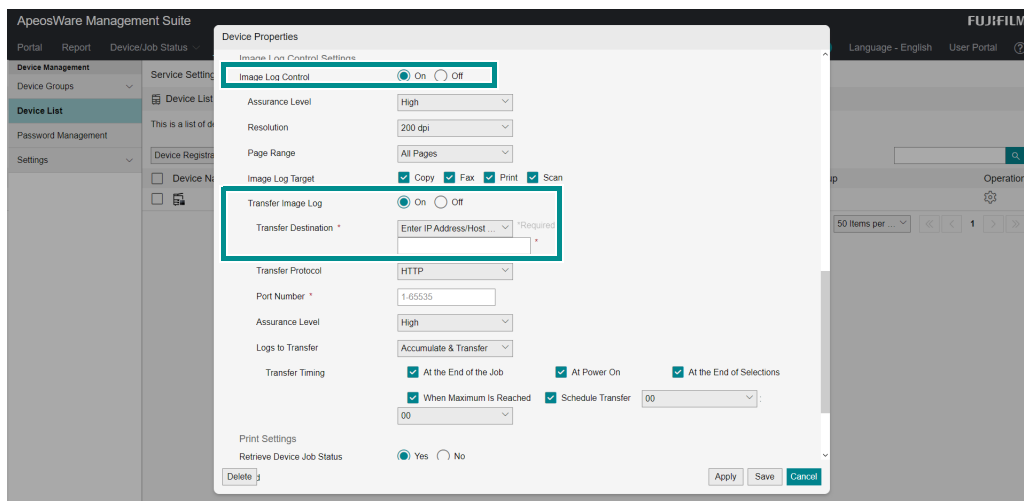 ApeosWare Management Suite
FUJIFILM
Portal Report Device/Job Status
Language - English User Portal
Device Properties
Device Management
Device Groups
Device List
Password Management
Settings
Service Setting
Device List
This is a list of de
Device Registra
Device Na
up
Operation
50 Items per ...
1
Image Log Control Settings
Image Log Control On Off
Assurance Level High
Resolution 200 dpi
Page Range All Pages
Image Log Target Copy Fax Print Scan
Transfer Image Log On Off
Transfer Destination * Enter IP Address/Host ... *Required
*
Transfer Protocol HTTP
Port Number * 1-65535
Assurance Level High
Logs to Transfer Accumulate & Transfer
Transfer Timing At the End of the Job At Power On At the End of Selections
When Maximum Is Reached Schedule Transfer 00 :
00
Print Settings
Retrieve Device Job Status Yes No
Delete Apply Save Cancel